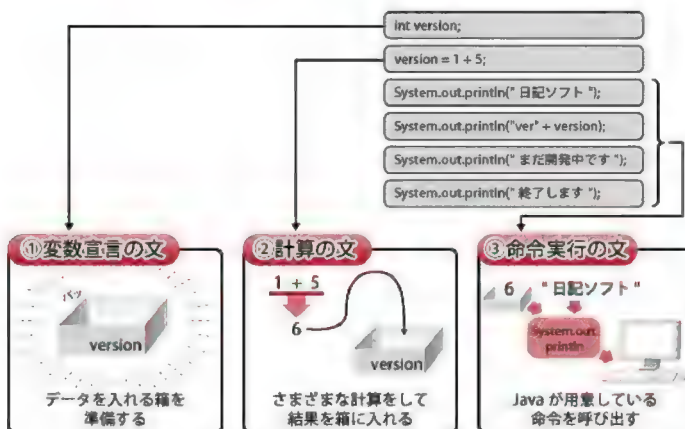 int version;
version = 1 + 5;
System.out.println(" 日記ソフト ");
System.out.println("ver" + version);
System.out.println(" まだ開発中です ");
System.out.println(" 終了します ");
①変数宣言の文
パッ
version
データを入れる箱を
準備する
②計算の文
1 + 5
6
version
さまざまな計算をして
結果を箱に入れる
③命令実行の文
6 "日記ソフト"
System.out.
println
Java が用意している
命令を呼び出す